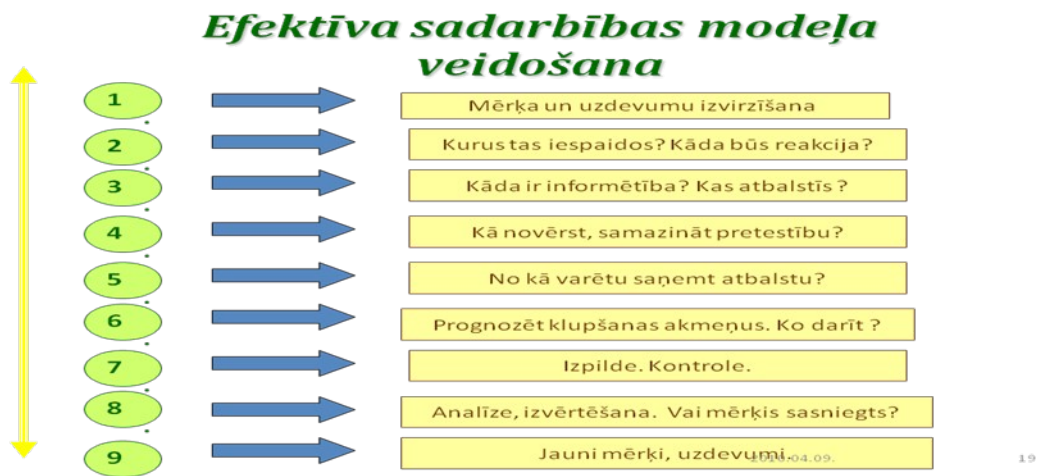 Efektīva sadarbības modeļa
veidošana
1. Mērķa un uzdevumu izvirzīšana
2. Kurus tas iespaidos? Kāda būs reakcija?
3. Kāda ir informētība? Kas atbalstīs ?
4. Kā novērst, samazināt pretestību?
5. No kā varētu saņemt atbalstu?
6. Prognozēt klupšanas akmeņus. Ko darīt ?
7. Izpilde. Kontrole.
8. Analīze, izvērtēšana. Vai mērķis sasniegts?
9 Jauni mērķi, uzdevumi.
19